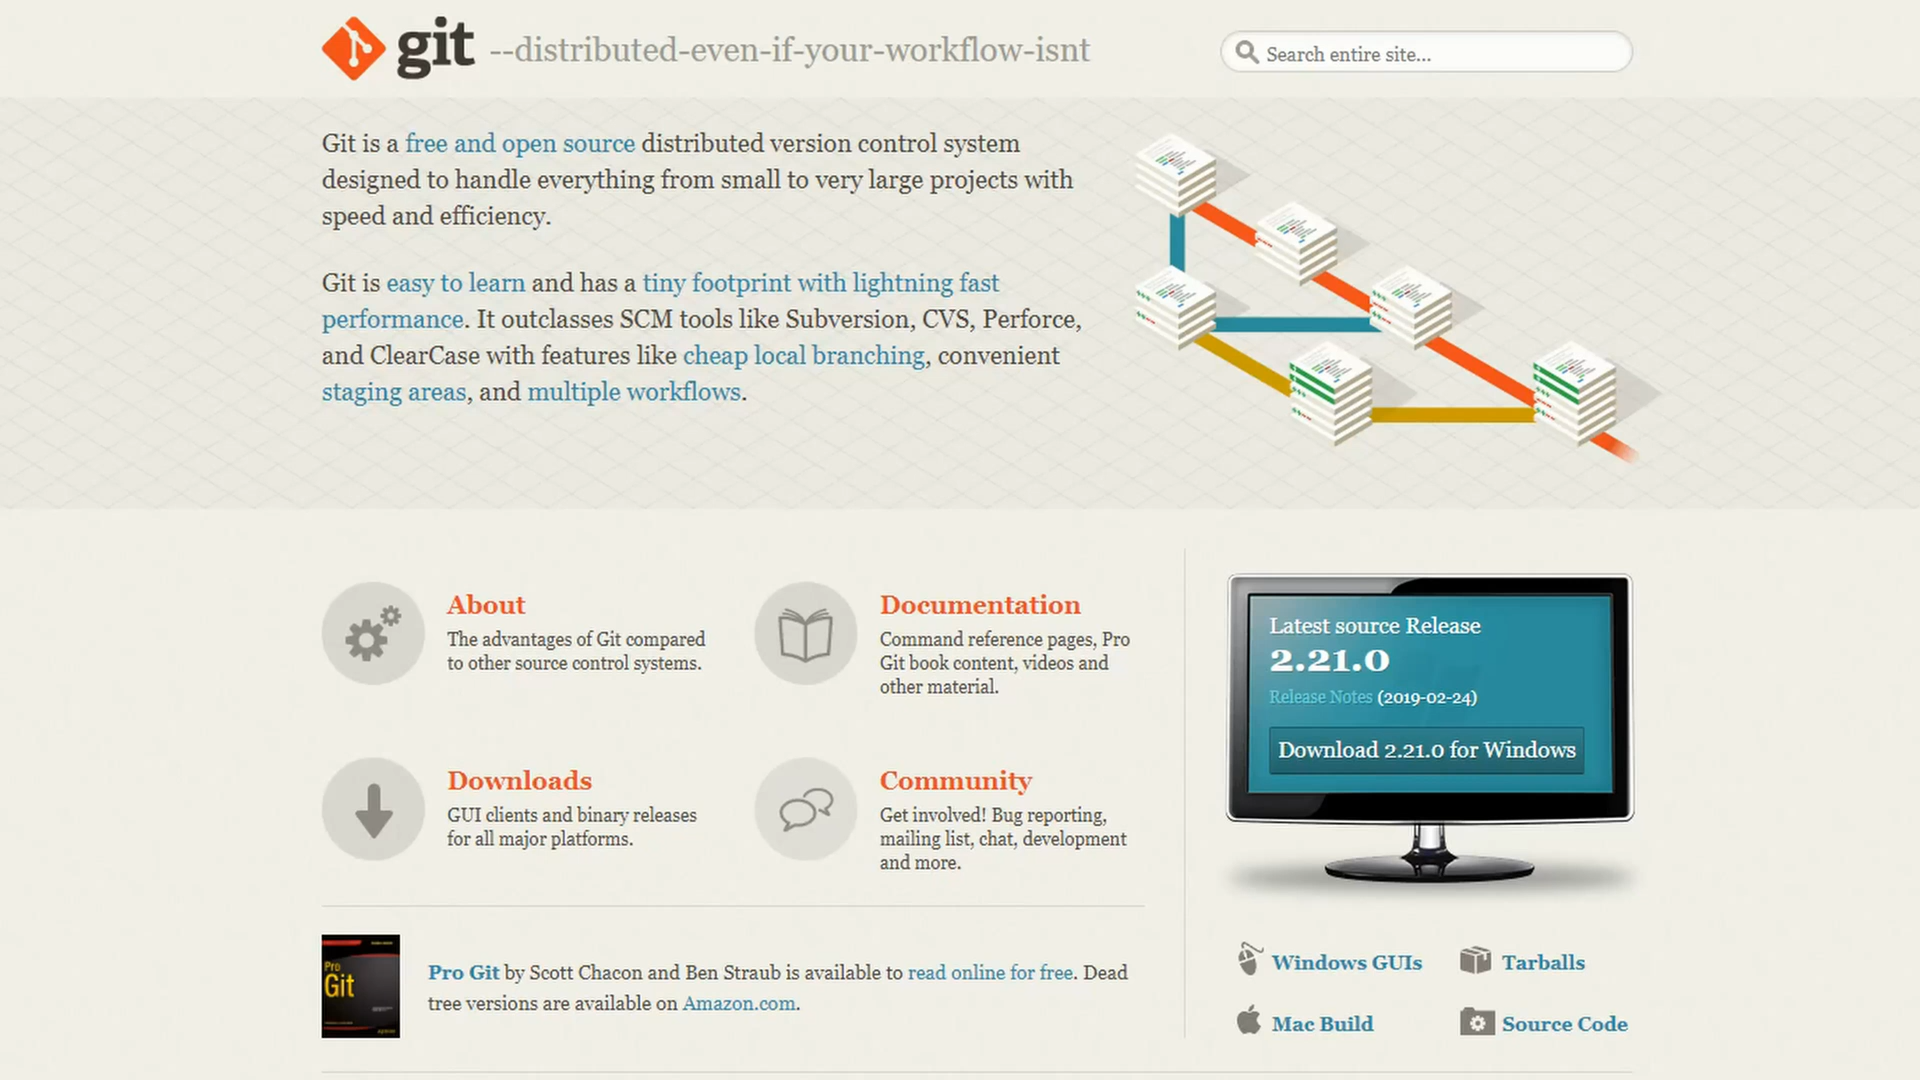 git --distributed-even-if-your-workflow-isnt
Search entire site...
Git is a free and open source distributed version control system
designed to handle everything from small to very large projects with
speed and efficiency.
Git is easy to learn and has a tiny footprint with lightning fast
performance. It outclasses SCM tools like Subversion, CVS, Perforce,
and ClearCase with features like cheap local branching, convenient
staging areas, and multiple workflows.
About
The advantages of Git compared
to other source control systems.
Documentation
Command reference pages, Pro
Git book content, videos and
other material.
Downloads
GUI clients and binary releases
for all major platforms.
Community
Get involved! Bug reporting,
mailing list, chat, development
and more.
Pro
Git
Pro Git by Scott Chacon and Ben Straub is available to read online for free. Dead
tree versions are available on Amazon.com.
Latest source Release
2.21.0
Release Notes (2019-02-24)
Download 2.21.0 for Windows
Windows GUIs
Tarballs
Mac Build
Source Code